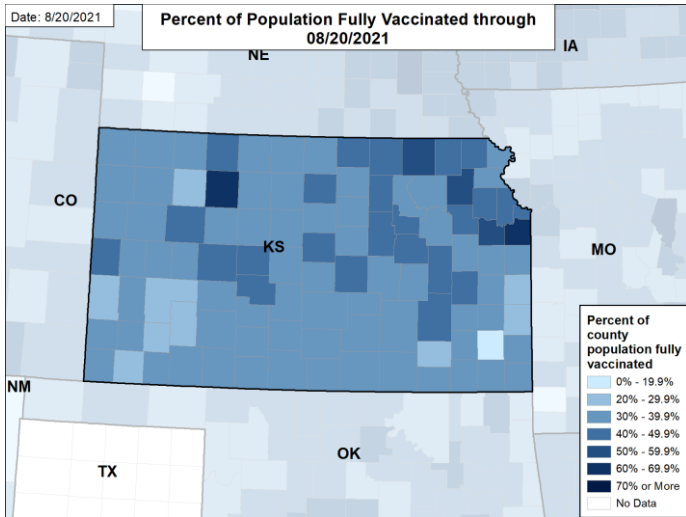 Date: 8/20/2021
Percent of Population Fully Vaccinated through
08/20/2021
NE
IA
CO
KS
MO
NM
OK
TX
Percent of
county
population fully
vaccinated
0% - 19.9%
20% - 29.9%
30% - 39.9%
40% - 49.9%
50% - 59.9%
60% - 69.9%
70% or More
No Data